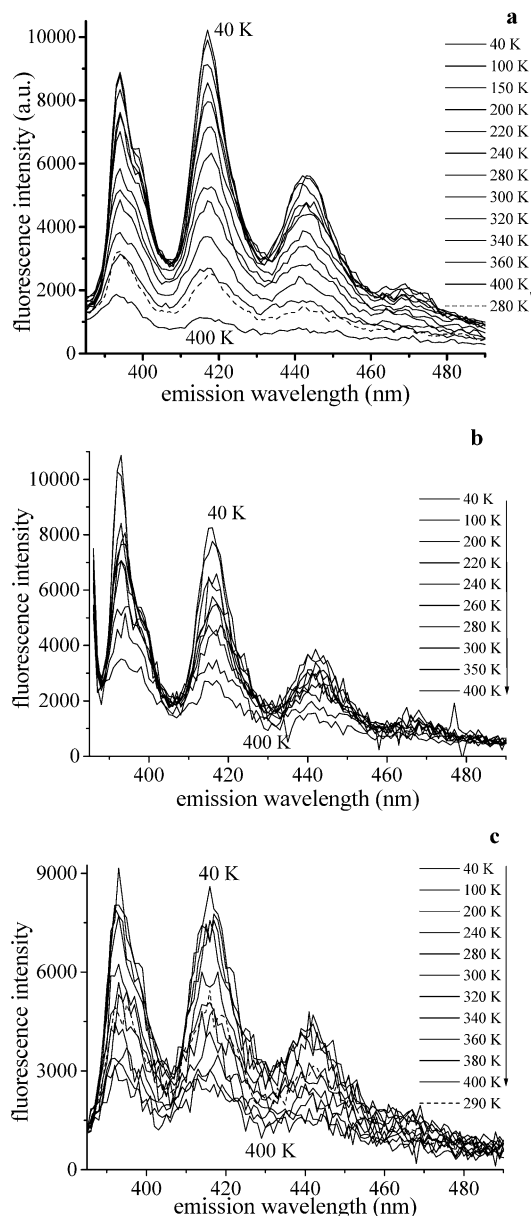 a
10000
8000
6000
4000
2000
0
fluorescence intensity (a.u.)
40 K
400 K
40 K
100 K
150 K
200 K
220 K
240 K
280 K
300 K
320 K
340 K
360 K
400 K
280 K
400 420 440 460 480
emission wavelength (nm)
b
10000
8000
6000
4000
2000
0
fluorescence intensity
40 K
400 K
40 K
100 K
200 K
220 K
240 K
260 K
280 K
300 K
350 K
400 K
400 420 440 460 480
emission wavelength (nm)
c
9000
6000
3000
0
fluorescence intensity
40 K
400 K
40 K
100 K
200 K
240 K
280 K
300 K
320 K
340 K
360 K
380 K
400 K
290 K
400 420 440 460 480
emission wavelength (nm)